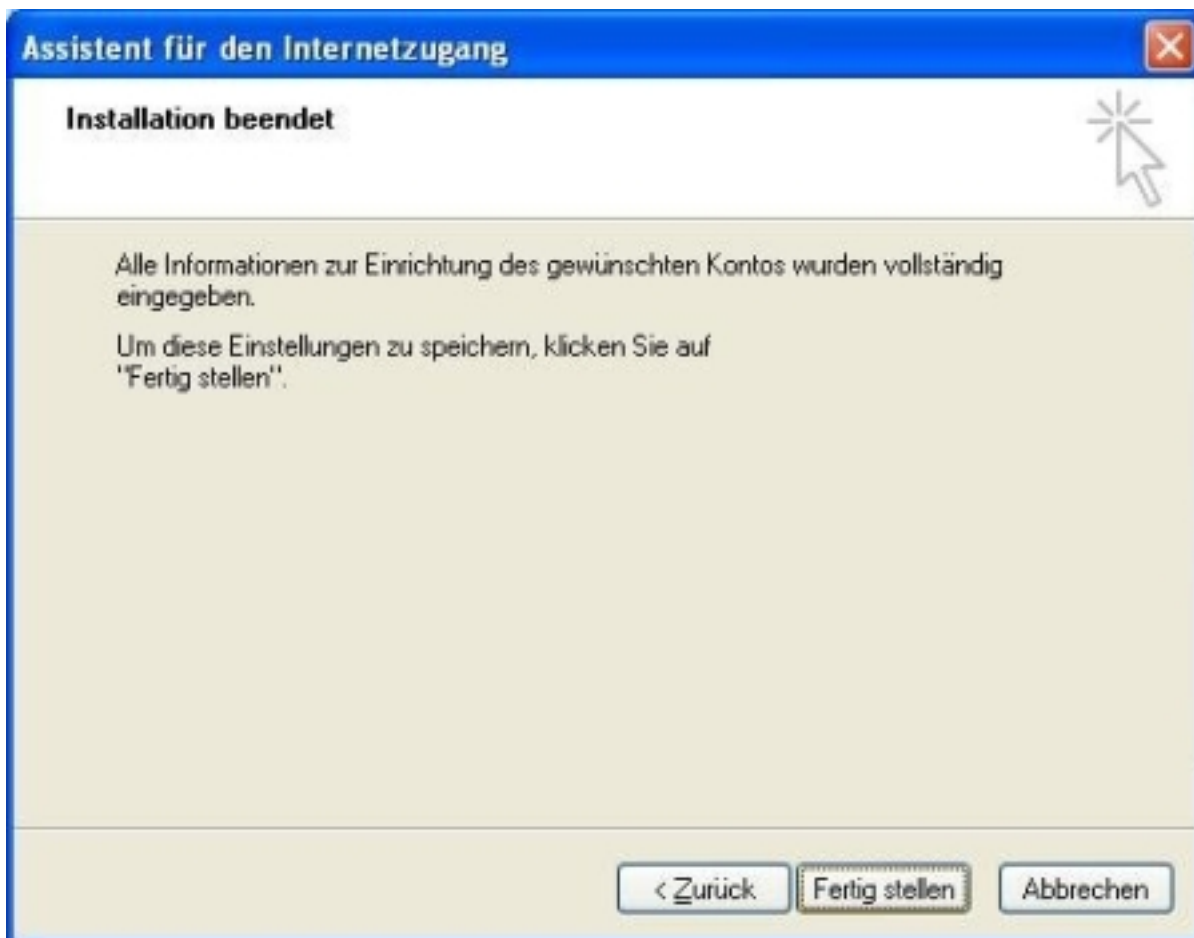 Assistent für den Internetzugang
Installation beendet
Alle Informationen zur Einrichtung des gewünschten Kontos wurden vollständig
eingegeben.
Um diese Einstellungen zu speichern, klicken Sie auf
"Fertig stellen".
< Zurück Fertig stellen Abbrechen